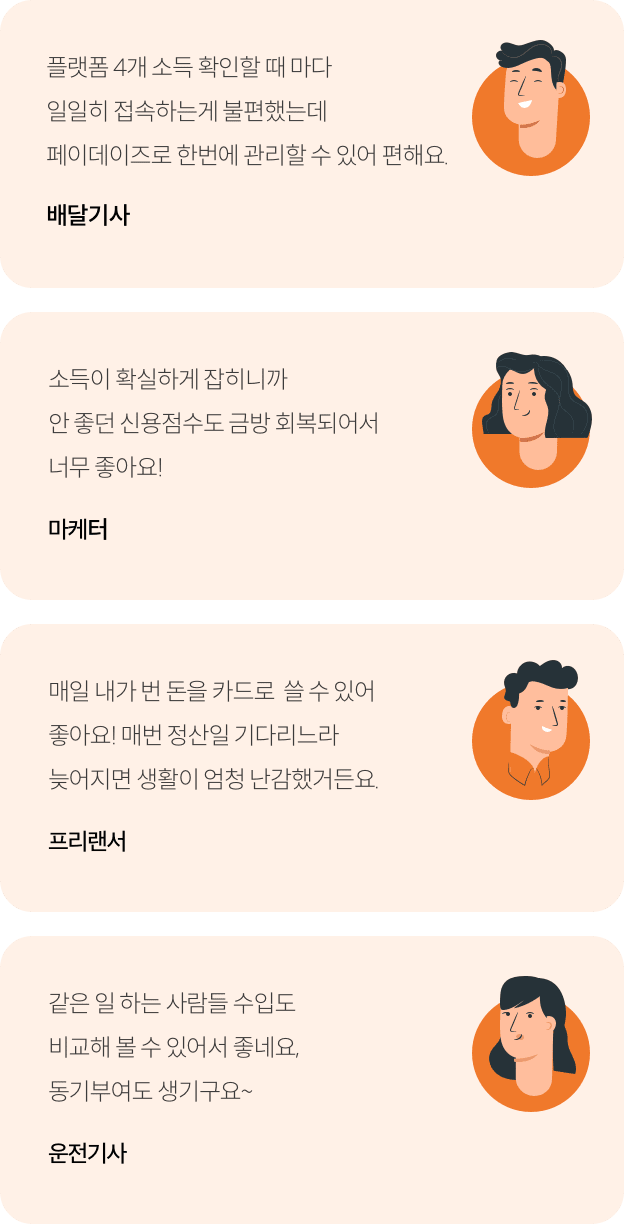 플랫폼 4개 소득 확인할 때 마다
일일히 접속하는게 불편했는데
페이데이즈로 한번에 관리할 수 있어 편해요.
배달기사
소득이 확실하게 잡히니까
안 좋던 신용점수도 금방 회복되어서
너무 좋아요!
마케터
매일 내가 번 돈을 카드로 쓸 수 있어
좋아요! 매번 정산일 기다리느라
늦어지면 생활이 엄청 난감했거든요.
프리랜서
같은 일 하는 사람들 수입도
비교해 볼 수 있어서 좋네요,
동기부여도 생기구요~
운전기사